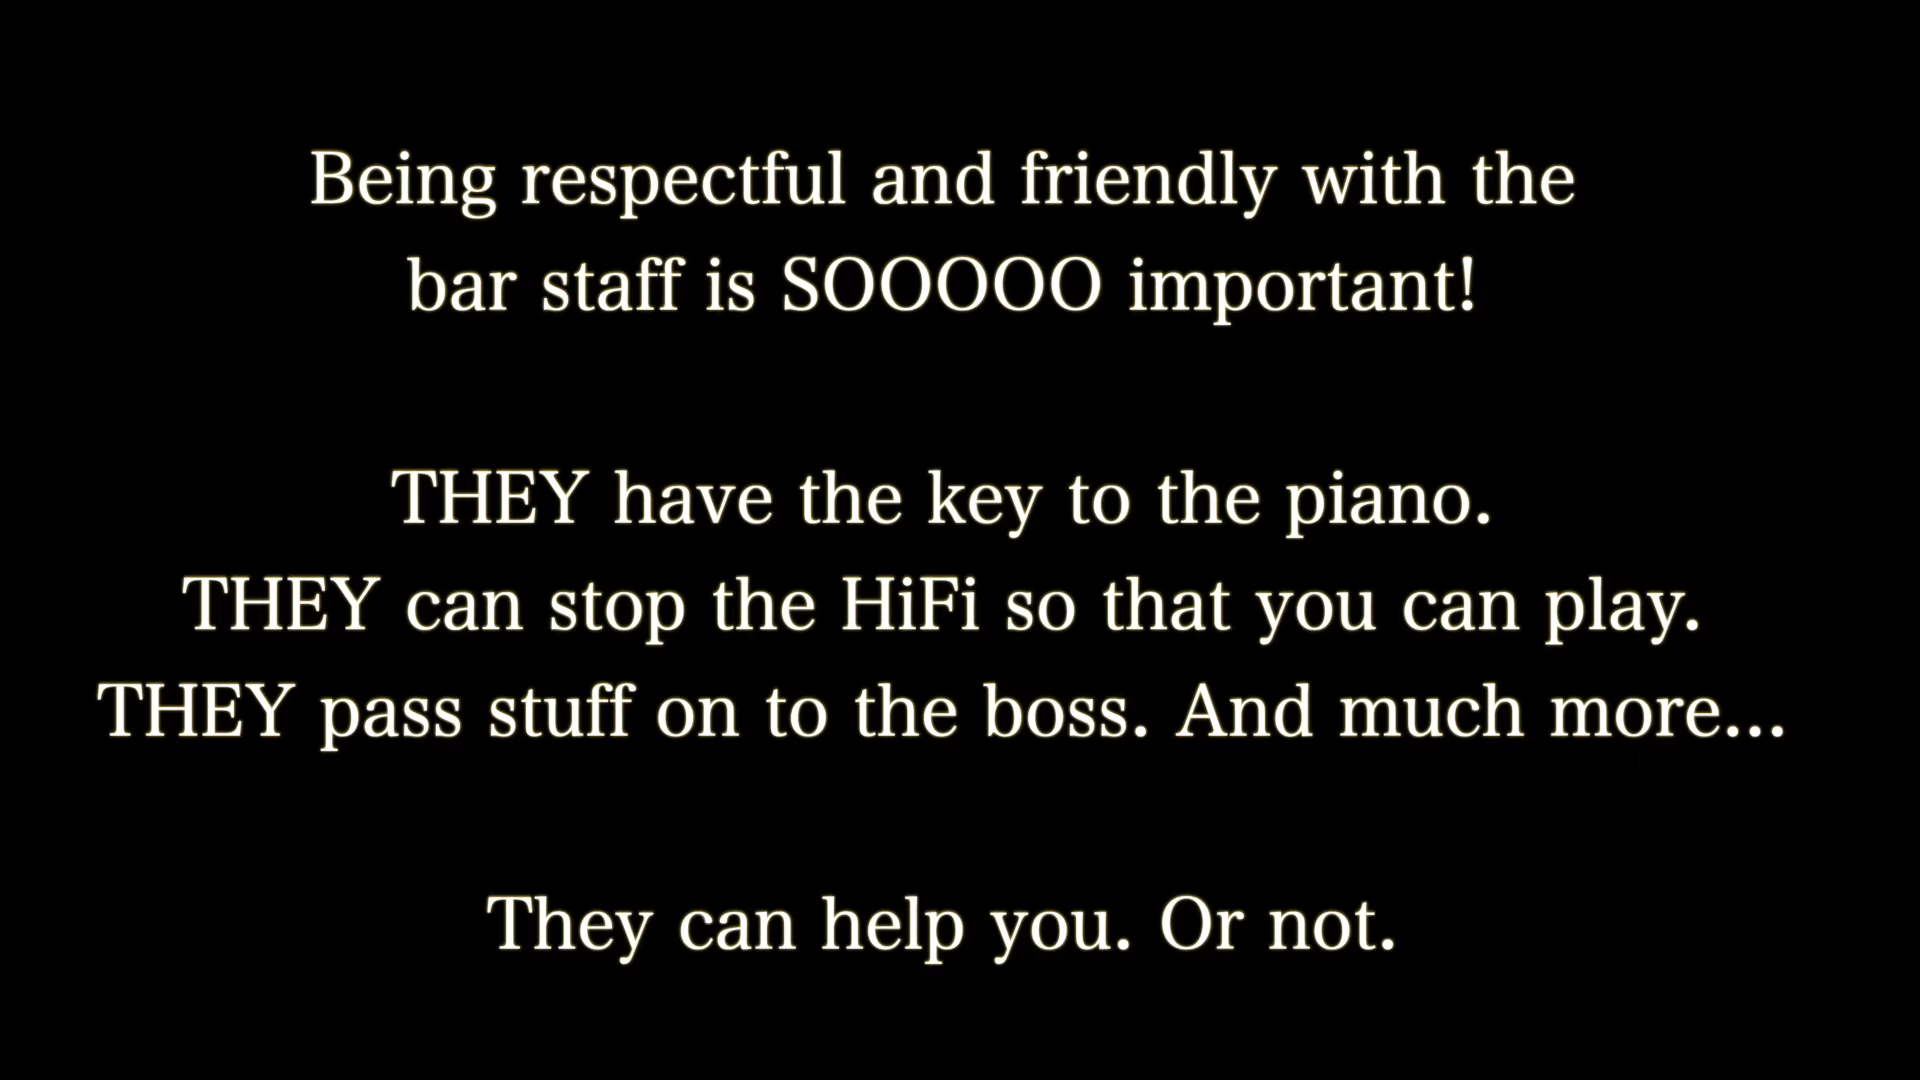 Being respectful and friendly with the
bar staff is SOOOOO important!
THEY have the key to the piano.
THEY can stop the HiFi so that you can play.
THEY pass stuff on to the boss. And much more...
They can help you. Or not.